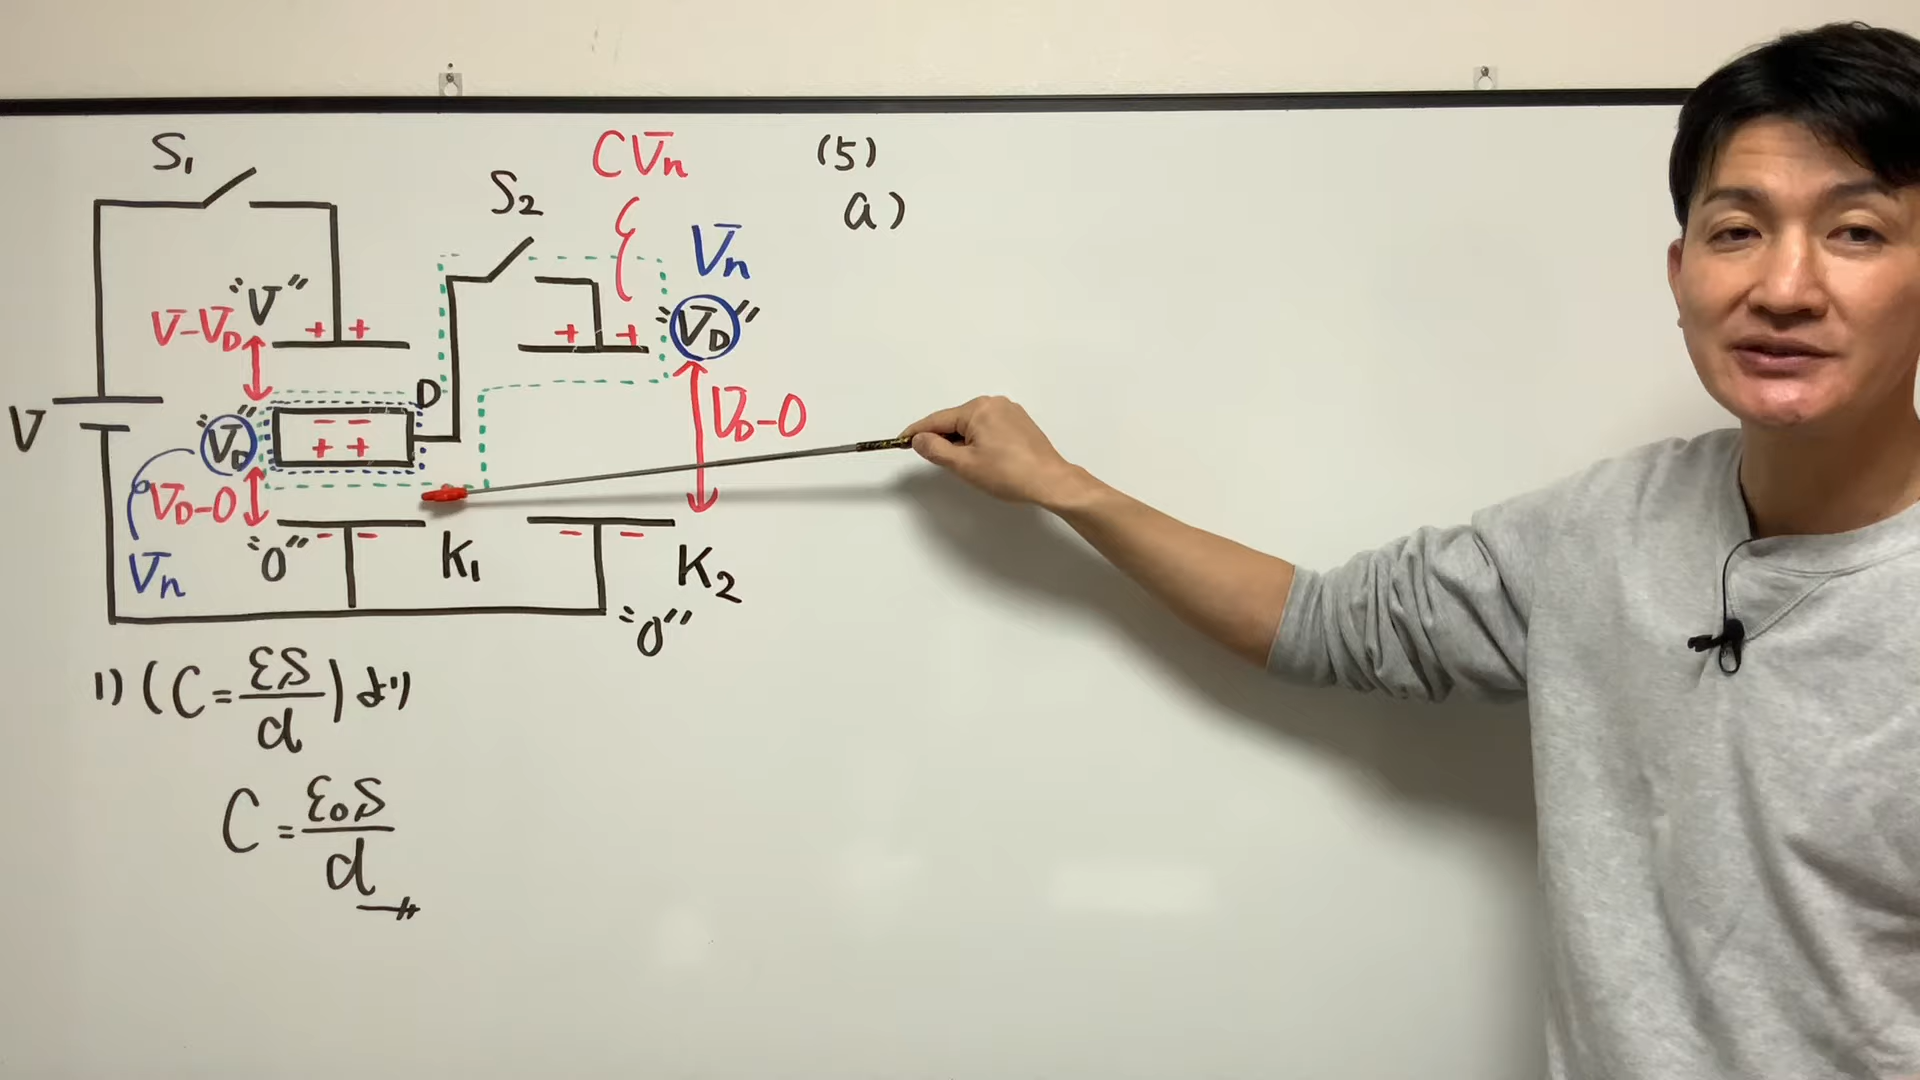 S₁
S₂
CV̄n
(5)
a)
V̄n
"V"
V̄-V̄D
"V̄D"
D
V
"V̄D"
V̄D-0
V̄D-0
V̄n
"0"
K₁
K₂
"0"
1) (C=εS/d)より
C=ε₀S/d